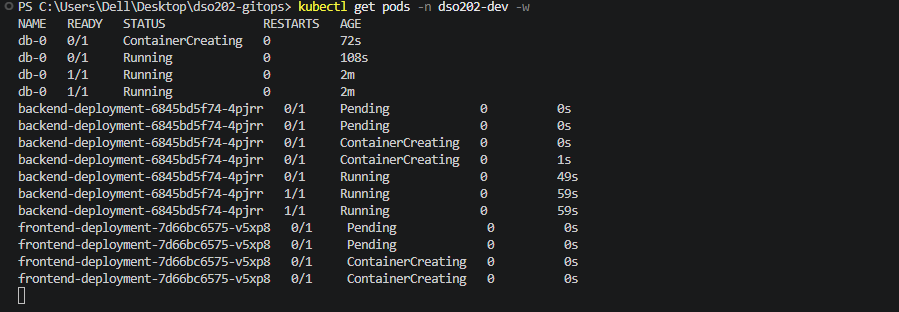 PS C:\Users\Dell\Desktop\dso202-gitops> kubectl get pods -n dso202-dev -w
NAME   READY   STATUS              RESTARTS   AGE
db-0   0/1     ContainerCreating   0          72s
db-0   0/1     Running             0          108s
db-0   1/1     Running             0          2m
db-0   1/1     Running             0          2m
backend-deployment-6845bd5f74-4pjrr   0/1     Pending             0          0s
backend-deployment-6845bd5f74-4pjrr   0/1     Pending             0          0s
backend-deployment-6845bd5f74-4pjrr   0/1     ContainerCreating   0          0s
backend-deployment-6845bd5f74-4pjrr   0/1     ContainerCreating   0          1s
backend-deployment-6845bd5f74-4pjrr   0/1     Running             0          49s
backend-deployment-6845bd5f74-4pjrr   1/1     Running             0          59s
backend-deployment-6845bd5f74-4pjrr   1/1     Running             0          59s
frontend-deployment-7d66bc6575-v5xp8   0/1     Pending             0          0s
frontend-deployment-7d66bc6575-v5xp8   0/1     Pending             0          0s
frontend-deployment-7d66bc6575-v5xp8   0/1     ContainerCreating   0          0s
frontend-deployment-7d66bc6575-v5xp8   0/1     ContainerCreating   0          0s